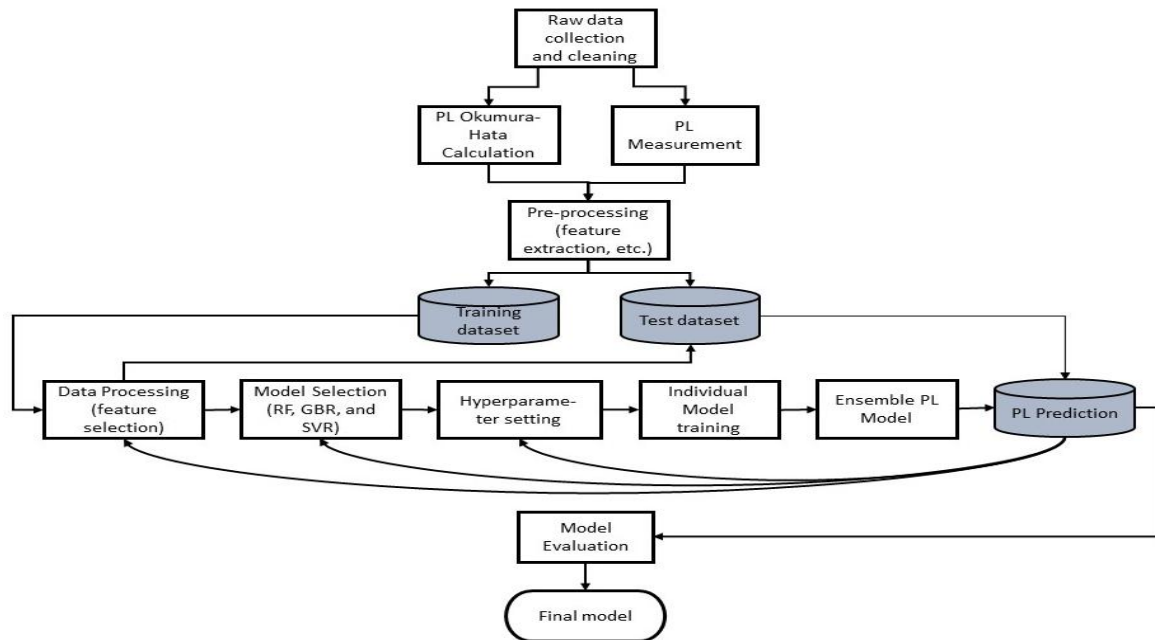 Raw data
collection
and cleaning
PL Okumura-
Hata
Calculation
PL
Measurement
Pre-processing
(feature
extraction, etc.)
Training
dataset
Test dataset
Data Processing
(feature
selection)
Model Selection
(RF, GBR, and
SVR)
Hyperparame-
ter setting
Individual
Model
training
Ensemble PL
Model
PL Prediction
Model
Evaluation
Final model